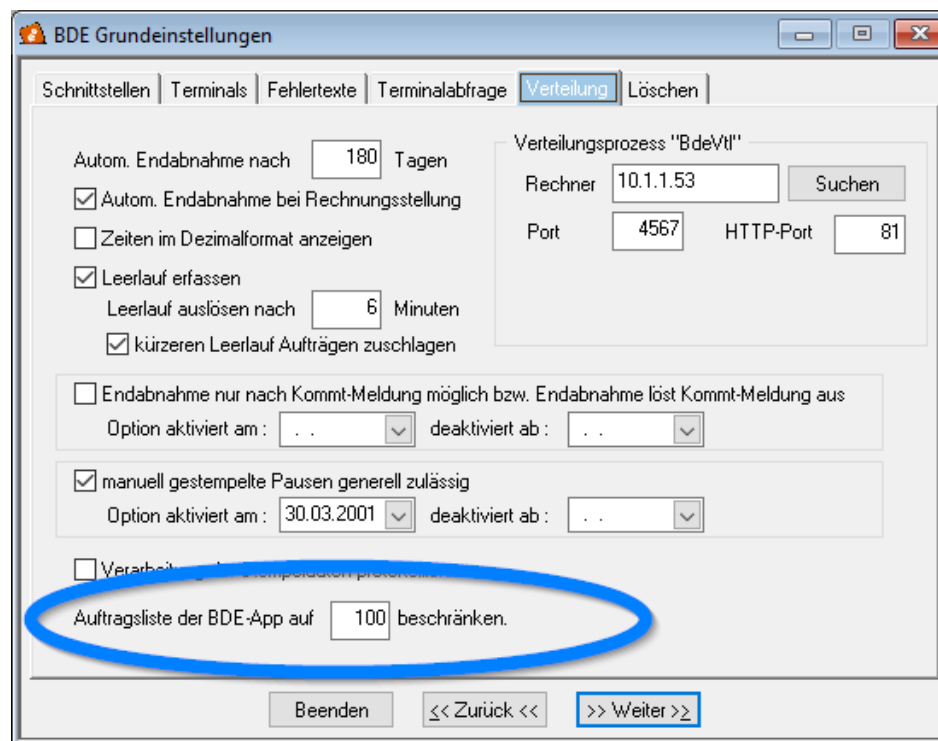 BDE Grundeinstellungen
Schnittstellen Terminals Fehlertexte Terminalabfrage Verteilung Löschen
Autom. Endabnahme nach 180 Tagen
Autom. Endabnahme bei Rechnungsstellung
Zeiten im Dezimalformat anzeigen
Leerlauf erfassen
Leerlauf auslösen nach 6 Minuten
kürzeren Leerlauf Aufträgen zuschlagen
Verteilungsprozess "BdeVtl"
Rechner 10.1.1.53 Suchen
Port 4567 HTTP-Port 81
Endabnahme nur nach Kommt-Meldung möglich bzw. Endabnahme löst Kommt-Meldung aus
Option aktiviert am : . . deaktiviert ab : . .
manuell gestempelte Pausen generell zulässig
Option aktiviert am : 30.03.2001 deaktiviert ab : . .
Verarbeitung der Stempeldaten
Auftragsliste der BDE-App auf 100 beschränken.
Beenden << Zurück << >> Weiter >>